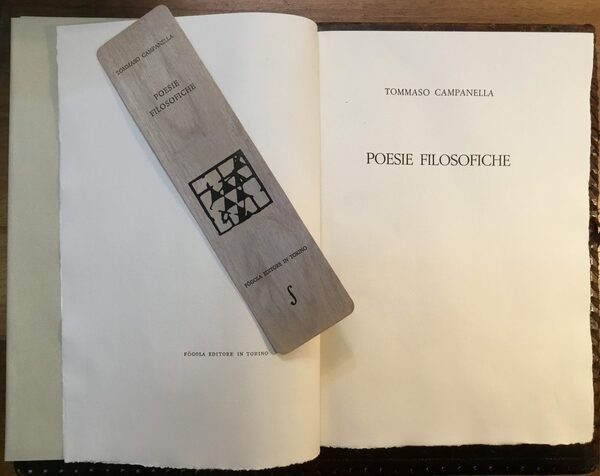 TOMMASO CAMPANELLA
POESIE
FILOSOFICHE
FÒGOLA EDITORE IN TORINO
S
FÒGOLA EDITORE IN TORINO
TOMMASO CAMPANELLA
POESIE FILOSOFICHE